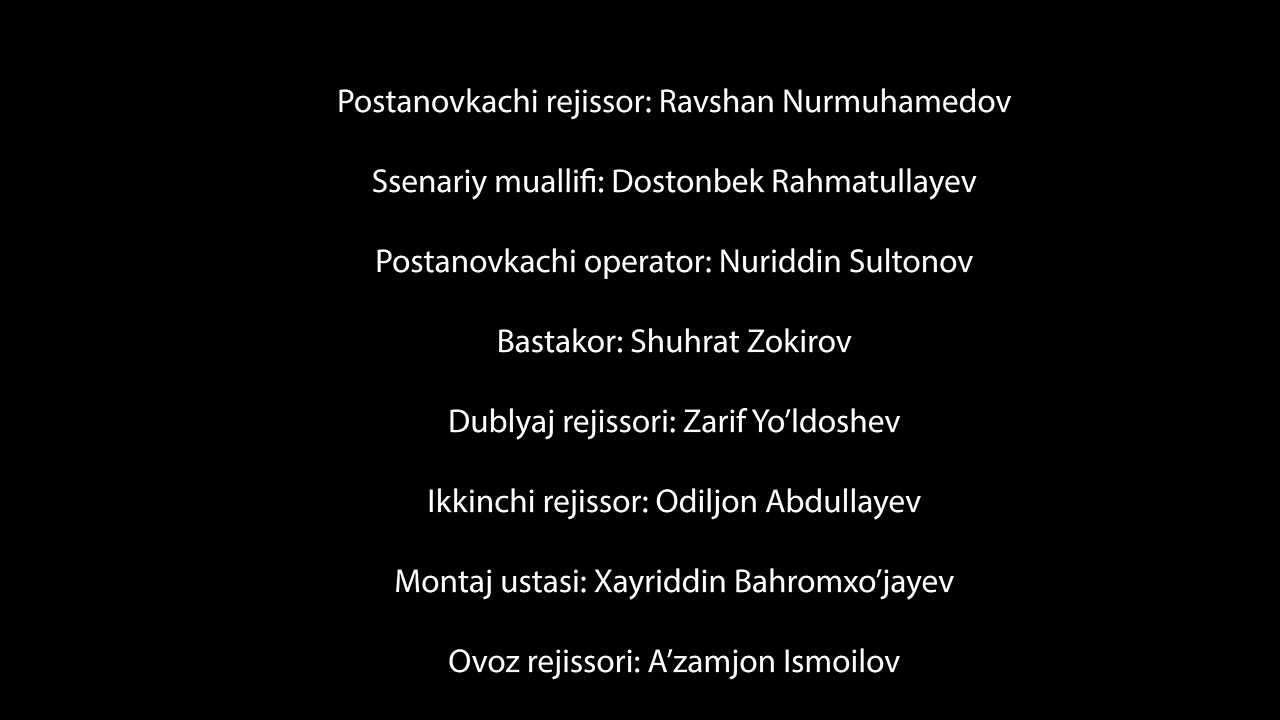 Postanovkachi rejissor: Ravshan Nurmuhamedov
Ssenariy muallifi: Dostonbek Rahmatullayev
Postanovkachi operator: Nuriddin Sultonov
Bastakor: Shuhrat Zokirov
Dublyaj rejissori: Zarif Yo’ldoshev
Ikkinchi rejissor: Odiljon Abdullayev
Montaj ustasi: Xayriddin Bahromxo’jayev
Ovoz rejissori: A’zamjon Ismoilov